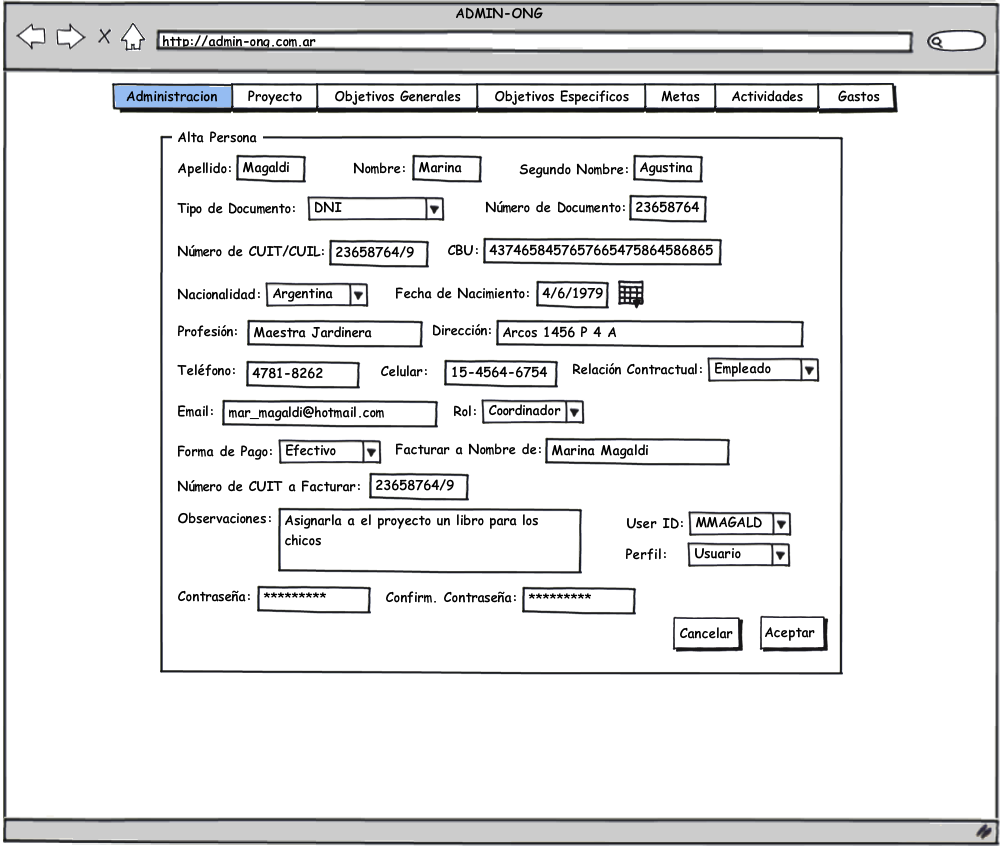 ADMIN-ONG
http://admin-ong.com.ar
Administracion Proyecto Objetivos Generales Objetivos Especificos Metas Actividades Gastos
Alta Persona
Apellido: Magaldi Nombre: Marina Segundo Nombre: Agustina
Tipo de Documento: DNI Número de Documento: 23658764
Número de CUIT/CUIL: 23658764/9 CBU: 4374658457657665475864586865
Nacionalidad: Argentina Fecha de Nacimiento: 4/6/1979
Profesión: Maestra Jardinera Dirección: Arcos 1456 P 4 A
Teléfono: 4781-8262 Celular: 15-4564-6754 Relación Contractual: Empleado
Email: mar_magaldi@hotmail.com Rol: Coordinador
Forma de Pago: Efectivo Facturar a Nombre de: Marina Magaldi
Número de CUIT a Facturar: 23658764/9
Observaciones: Asignarla a el proyecto un libro para los
chicos
User ID: MMAGALD
Perfil: Usuario
Contraseña: ********* Confirm. Contraseña: *********
Cancelar Aceptar